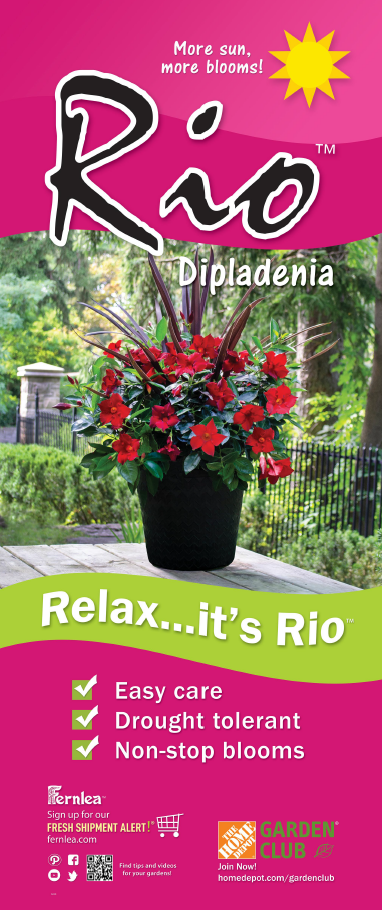 More sun,
more blooms!
Rio™
Dipladenia
Relax...it's Rio™
Easy care
Drought tolerant
Non-stop blooms
Fernlea™
Sign up for our
FRESH SHIPMENT ALERT!®
fernlea.com
Find tips and videos
for your gardens!
THE
HOME
DEPOT
GARDEN®
CLUB
Join Now!
homedepot.com/gardenclub